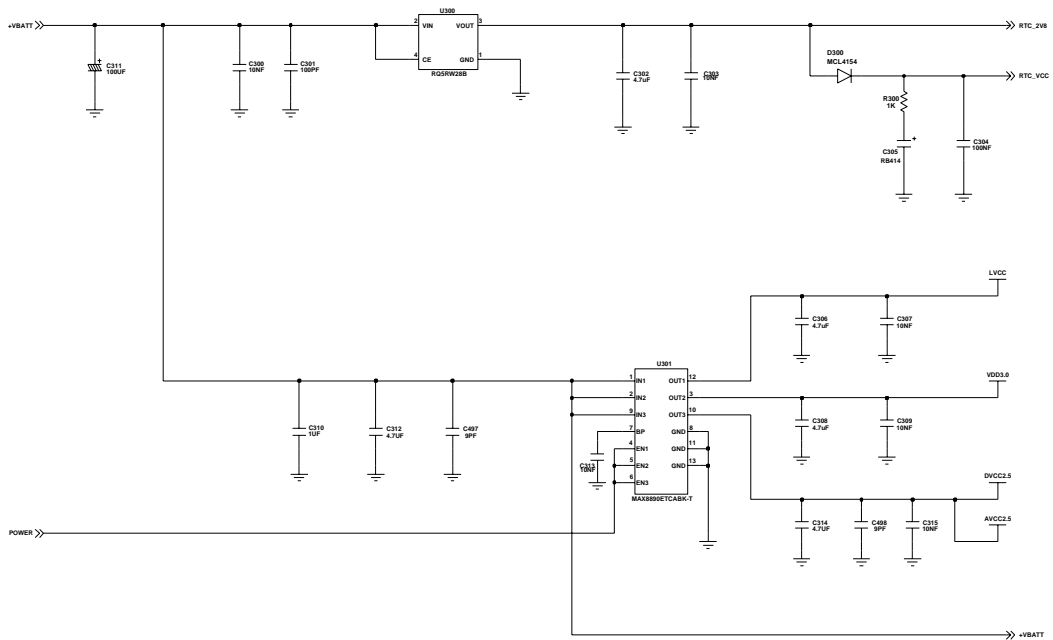 +VBATT
C311
100UF
C300
10NF
C301
100PF
U300
2
VIN
VOUT
3
4
CE
GND
1
RQ5RW28B
C302
4.7uF
C303
10NF
RTC_2V8
D300
MCL4154
RTC_VCC
R300
1K
C305
RB414
+
C304
100NF
LVCC
C306
4.7uF
C307
10NF
U301
1
IN1
OUT1
12
2
IN2
OUT2
3
9
IN3
OUT3
10
7
BP
GND
8
4
EN1
GND
11
5
EN2
GND
13
6
EN3
MAX8890ETCABK-T
C310
1UF
C312
4.7UF
C497
9PF
C313
10NF
VDD3.0
C308
4.7uF
C309
10NF
DVCC2.5
AVCC2.5
C314
4.7UF
C498
9PF
C315
10NF
POWER
+VBATT